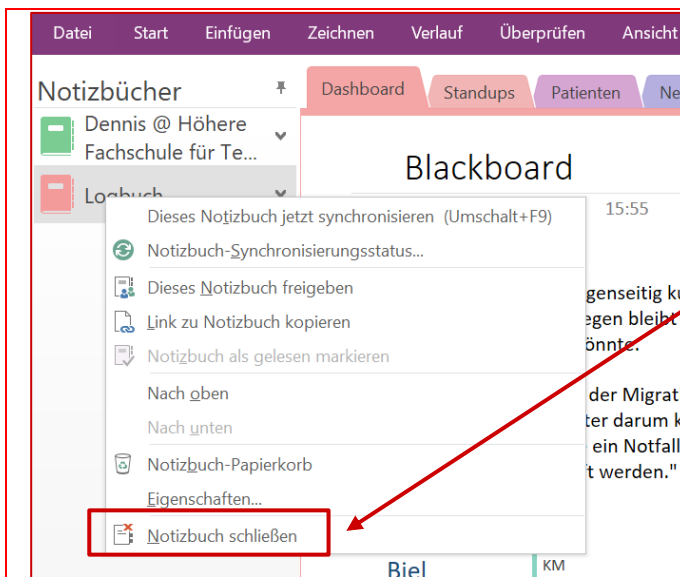 Datei Start Einfügen Zeichnen Verlauf Überprüfen Ansicht
Notizbücher
Dashboard Standups Patienten Ne
Dennis @ Höhere
Fachschule für Te...
Logbuch
Blackboard
15:55
Dieses Notizbuch jetzt synchronisieren (Umschalt+F9)
Notizbuch-Synchronisierungsstatus...
Dieses Notizbuch freigeben
Link zu Notizbuch kopieren
Notizbuch als gelesen markieren
Nach oben
Nach unten
Notizbuch-Papierkorb
Eigenschaften...
Notizbuch schließen
genseitig ku
egen bleibt
önnte.
der Migrat
ter darum k
ein Notfall
t werden."
Biel
KM